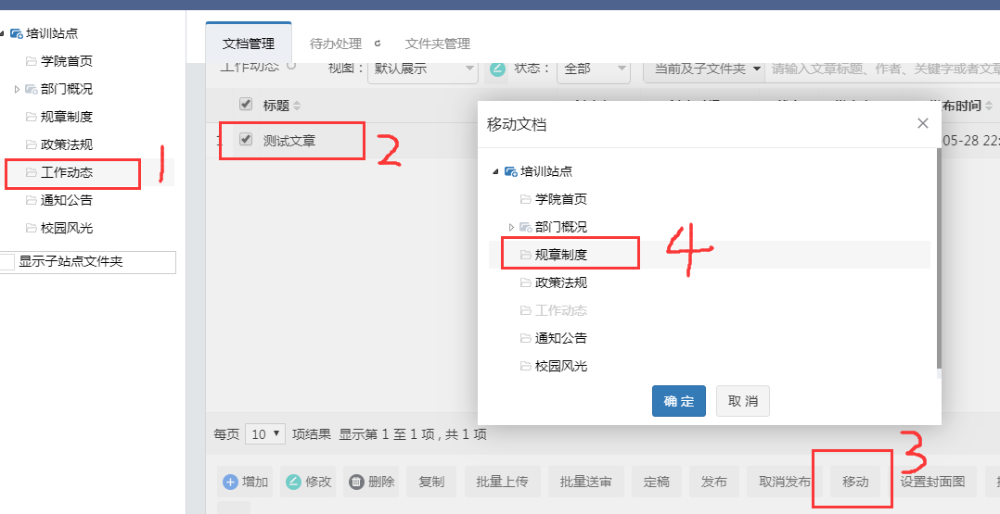 培训站点
学院首页
部门概况
规章制度
政策法规
工作动态
通知公告
校园风光
显示子站点文件夹
1
文档管理 待办处理 文件夹管理
工作动态 视图： 默认展示 状态： 全部 当前及子文件夹 请输入文章标题、作者、关键字或者文章
标题
布时间
1 测试文章
-05-28 22:
2
移动文档
培训站点
学院首页
部门概况
规章制度
政策法规
工作动态
通知公告
校园风光
4
确定 取消
每页 10 项结果 显示第 1 至 1 项 , 共 1 项
3
增加 修改 删除 复制 批量上传 批量送审 定稿 发布 取消发布 移动 设置封面图